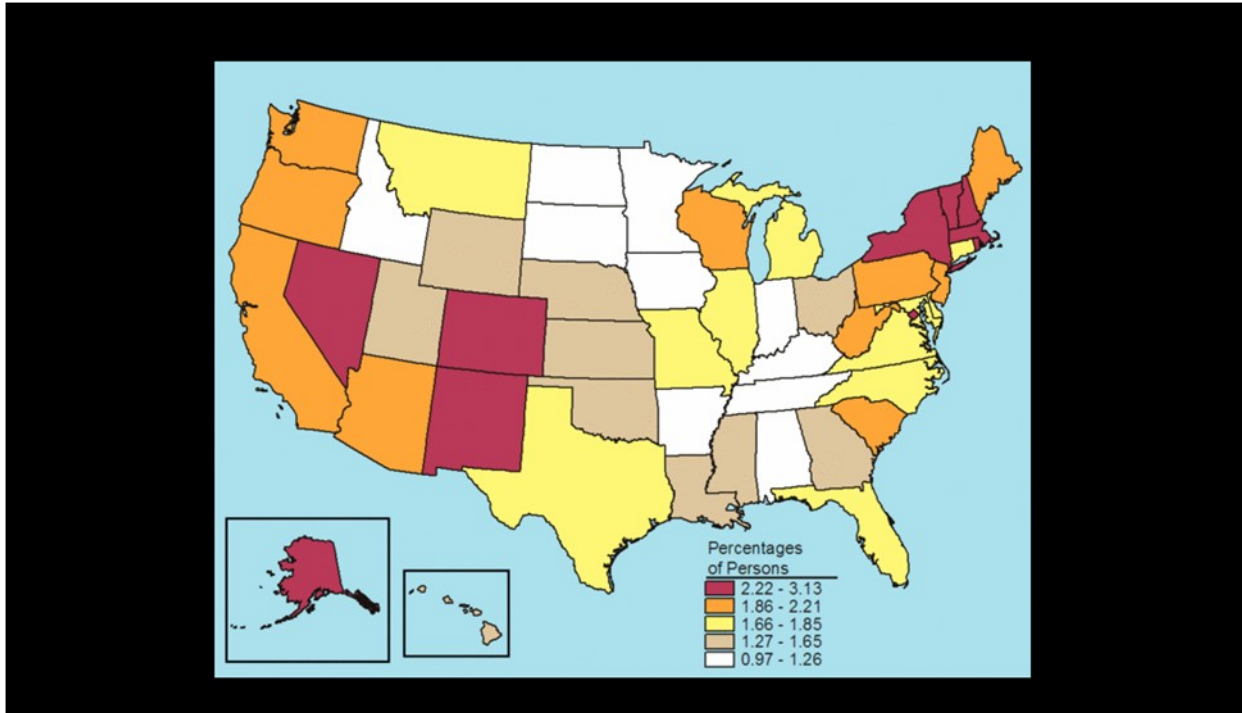 Percentages
of Persons
2.22 - 3.13
1.86 - 2.21
1.66 - 1.85
1.27 - 1.65
0.97 - 1.26